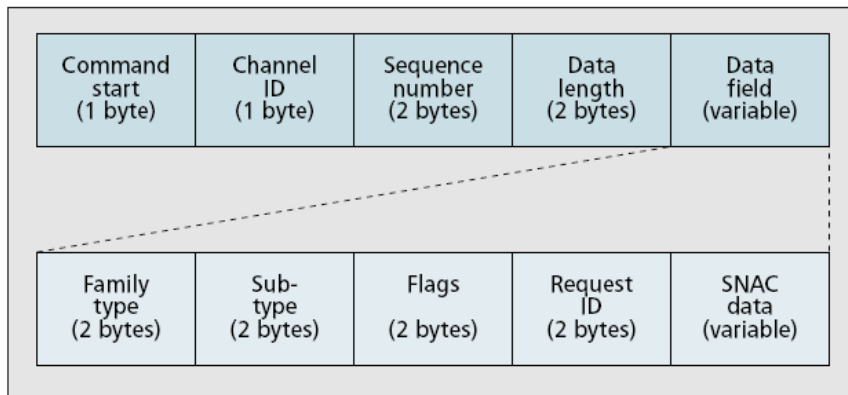 Command
start
(1 byte)
Channel
ID
(1 byte)
Sequence
number
(2 bytes)
Data
length
(2 bytes)
Data
field
(variable)
Family
type
(2 bytes)
Sub-
type
(2 bytes)
Flags
(2 bytes)
Request
ID
(2 bytes)
SNAC
data
(variable)